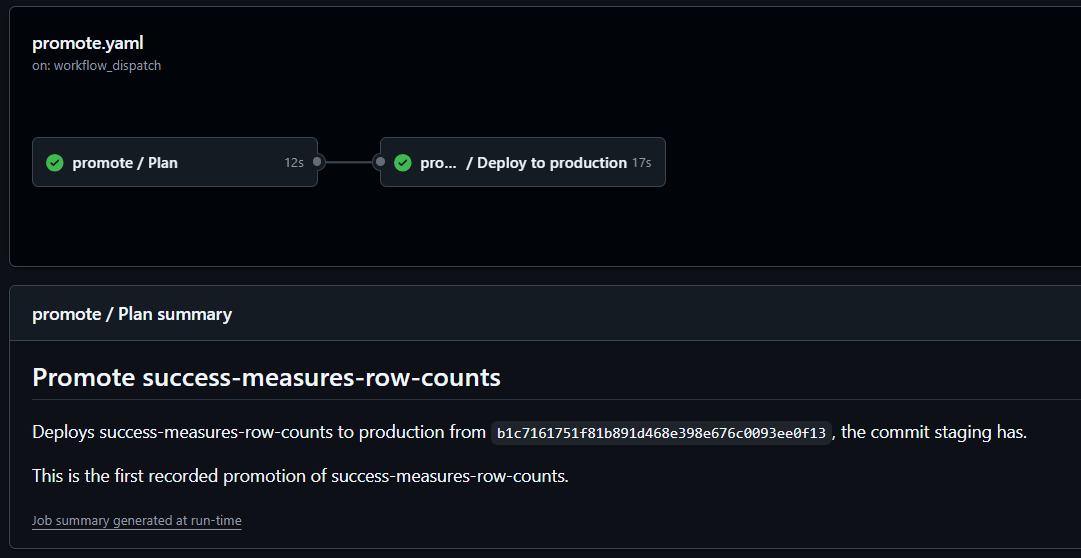 promote.yaml
on: workflow_dispatch
promote / Plan 12s
pro... / Deploy to production 17s
promote / Plan summary
Promote success-measures-row-counts
Deploys success-measures-row-counts to production from b1c7161751f81b891d468e398e676c0093ee0f13, the commit staging has.
This is the first recorded promotion of success-measures-row-counts.
Job summary generated at run-time